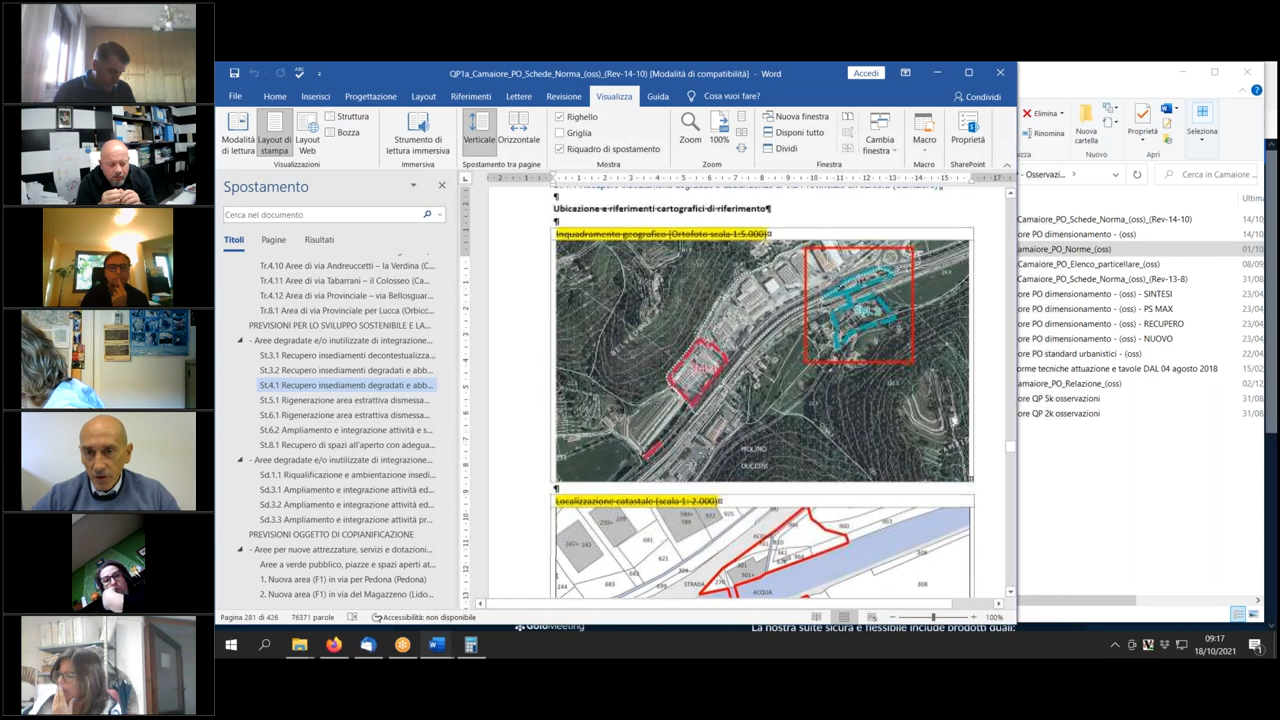 QP1a_Camaiore_PO_Schede_Norma_(oss)_(Rev-14-10) [Modalità di compatibilità] - Word
Accedi
File Home Inserisci Progettazione Layout Riferimenti Lettere Revisione Visualizza Guida Cosa vuoi fare? Condividi
Modalità di lettura
Layout di stampa
Layout Web
Struttura
Bozza
Visualizzazioni
Strumento di lettura immersiva
Immersiva
Verticale Orizzontale
Spostamento tra pagine
Righello
Griglia
Riquadro di spostamento
Mostra
Zoom
100%
Zoom
Nuova finestra
Disponi tutto
Dividi
Cambia finestra
Finestra
Macro
Macro
Proprietà
SharePoint
Spostamento
Cerca nel documento
Titoli Pagine Risultati
Tr.4.10 Aree di via Andreuccetti – la Verdina (C...
Tr.4.11 Aree di via Tabarrani – il Colosseo (Ca...
Tr.4.12 Area di via Provinciale – via Bellosguar...
Tr.8.1 Area di via Provinciale per Lucca (Orbicc...
PREVISIONI PER LO SVILUPPO SOSTENIBILE E LA...
- Aree degradate e/o inutilizzate di integrazione...
St.3.1 Recupero insediamenti decontestualizza...
St.3.2 Recupero insediamenti degradati e abb...
St.4.1 Recupero insediamenti degradati e abb...
St.5.1 Rigenerazione area estrattiva dismessa...
St.6.1 Rigenerazione area estrattiva dismessa...
St.6.2 Ampliamento e integrazione attività e st...
St.8.1 Recupero di spazi all'aperto con adegua...
- Aree degradate e/o inutilizzate di integrazione...
Sd.1.1 Riqualificazione e ambientazione insedi...
Sd.3.1 Ampliamento e integrazione attività ed...
Sd.3.2 Ampliamento e integrazione attività ed...
Sd.3.3 Ampliamento e integrazione attività pr...
PREVISIONI OGGETTO DI COPIANIFICAZIONE
- Aree per nuove attrezzature, servizi e dotazioni...
Aree a verde pubblico, piazze e spazi aperti at...
1. Nuova area (F1) in via per Pedona (Pedona)
2. Nuova area (F1) in via del Magazzeno (Lido...
Ubicazione e riferimenti cartografici di riferimento¶
Inquadramento geografico (Ortofoto scala 1:5.000)¤
MOLINO
Localizzazione catastale (scala 1: 2.000)¤
681
621
663
244
604
699
692
STRADA
278
301
ACQUA
960
963
308
308
Pagina 281 di 426 76371 parole Accessibilità: non disponibile 100%
GoToMeeting
La nostra suite sicura e flessibile include prodotti duali:
Elimina
Rinomina
Nuova cartella
Nuovo
Proprietà
Apri
Seleziona
- Osservazi...
Cerca in Camaiore ...
Ultima
Camaiore_PO_Schede_Norma_(oss)_(Rev-14-10) 14/10
ore PO dimensionamento - (oss) 14/10
amaiore_PO_Norme_(oss) 01/10
Camaiore_PO_Elenco_particellare_(oss) 08/09
Camaiore_PO_Schede_Norma_(oss)_(Rev-13-8)
ore PO dimensionamento - (oss) - SINTESI 23/04
ore PO dimensionamento - (oss) - PS MAX 23/04
ore PO dimensionamento - (oss) - RECUPERO 23/04
ore PO dimensionamento - (oss) - NUOVO 23/04
ore PO standard urbanistici - (oss)
orme tecniche attuazione e tavole DAL 04 agosto 2018
Camaiore_PO_Relazione_(oss)
ore QP 5k osservazioni 31/08
ore QP 2k osservazioni 31/08
09:17
18/10/2021